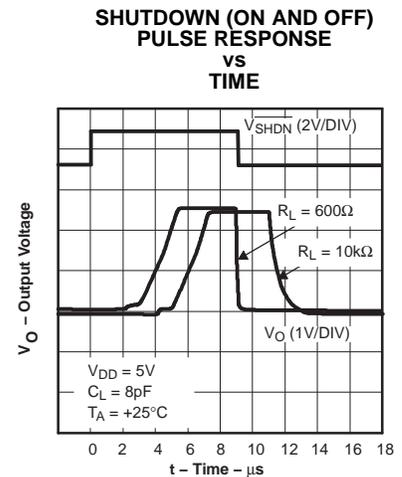 SHUTDOWN (ON AND OFF)
PULSE RESPONSE
vs
TIME
VSHDN (2V/DIV)
RL = 600Ω
RL = 10kΩ
VO (1V/DIV)
VO – Output Voltage
VDD = 5V
CL = 8pF
TA = +25°C
0 2 4 6 8 10 12 14 16 18
t – Time – μs